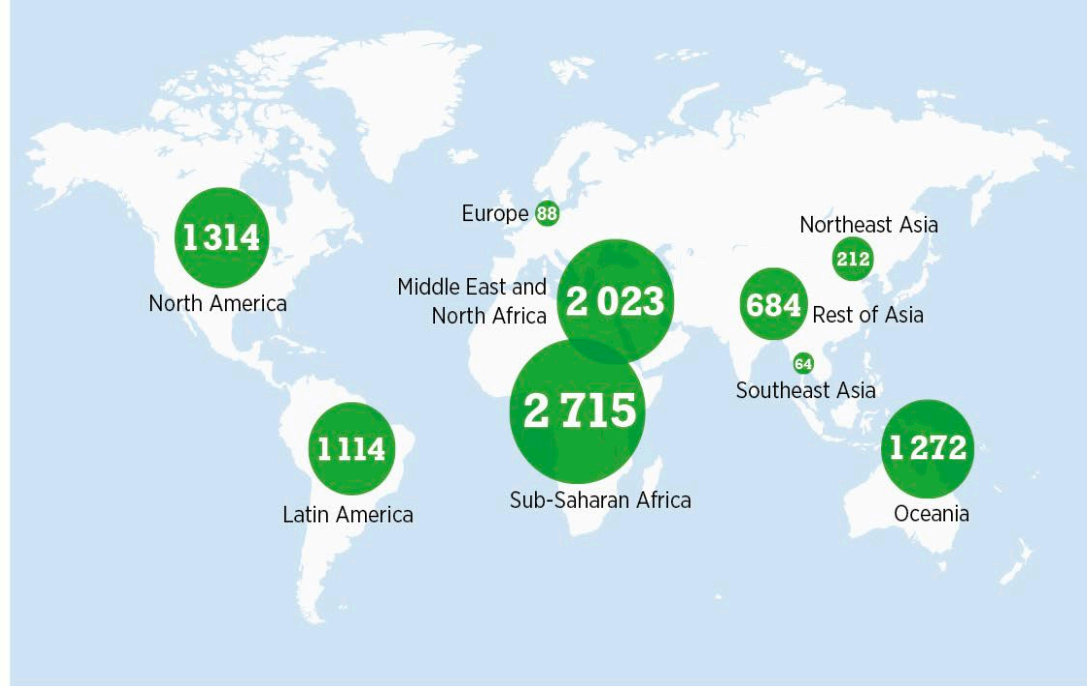 1 314
North America
Europe 88
Northeast Asia
212
Middle East and
North Africa
2 023
684
Rest of Asia
64
Southeast Asia
2 715
Sub-Saharan Africa
1 114
Latin America
1 272
Oceania